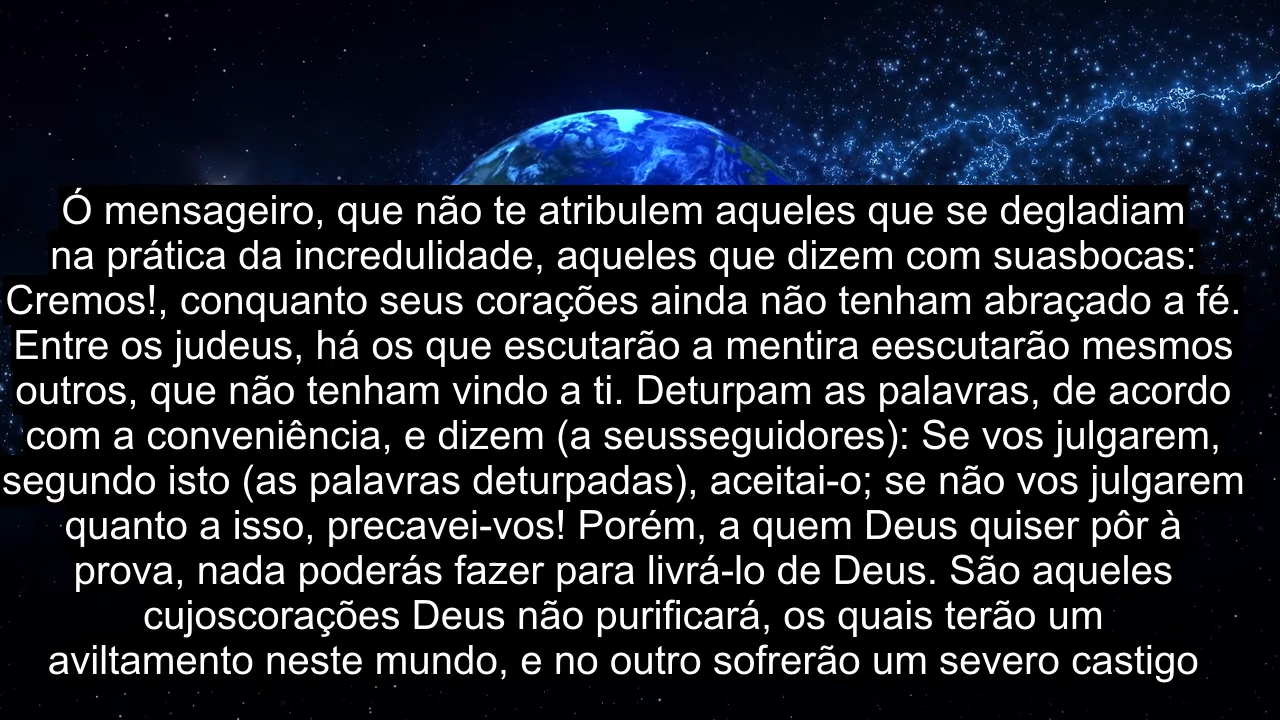 Ó mensageiro, que não te atribulem aqueles que se degladiam
na prática da incredulidade, aqueles que dizem com suasbocas:
Cremos!, conquanto seus corações ainda não tenham abraçado a fé.
Entre os judeus, há os que escutarão a mentira eescutarão mesmos
outros, que não tenham vindo a ti. Deturpam as palavras, de acordo
com a conveniência, e dizem (a seusseguidores): Se vos julgarem,
segundo isto (as palavras deturpadas), aceitai-o; se não vos julgarem
quanto a isso, precavei-vos! Porém, a quem Deus quiser pôr à
prova, nada poderás fazer para livrá-lo de Deus. São aqueles
cujoscorações Deus não purificará, os quais terão um
aviltamento neste mundo, e no outro sofrerão um severo castigo